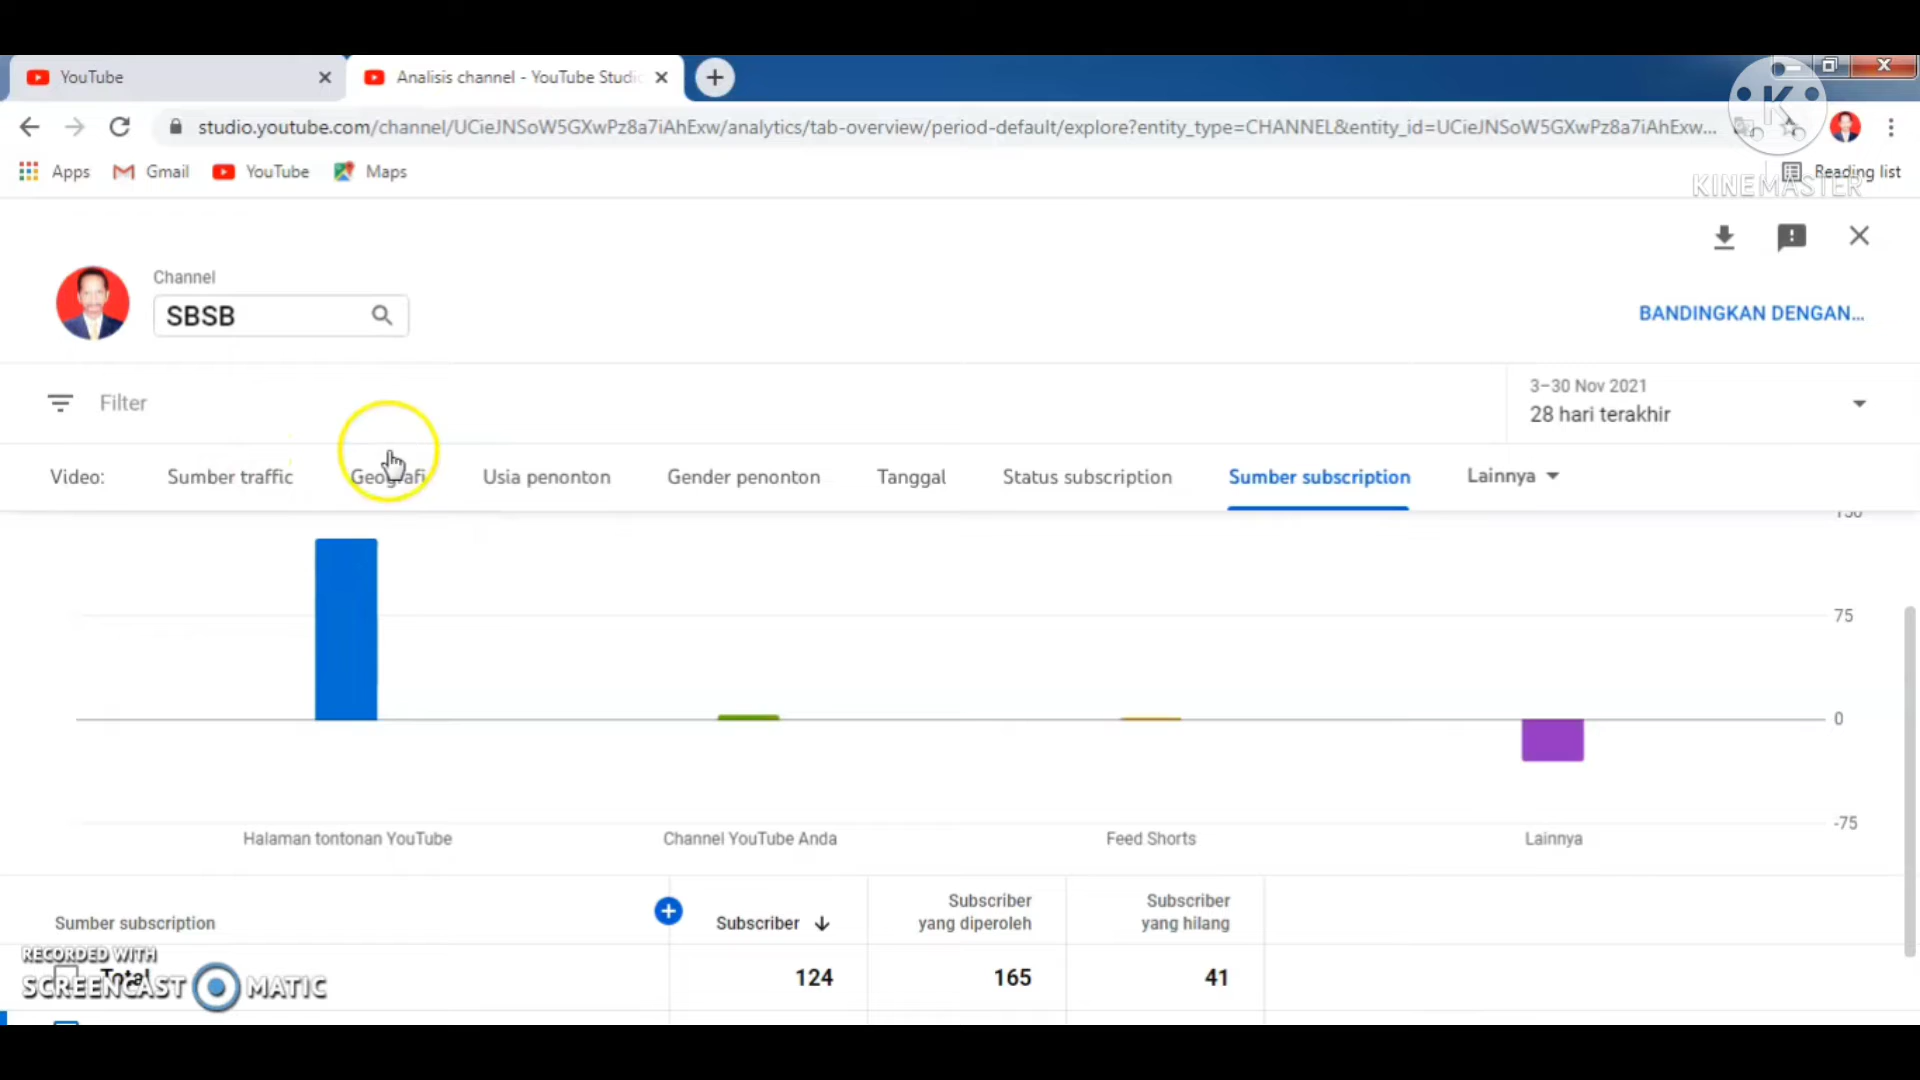 YouTube
Analisis channel - YouTube Studi
studio.youtube.com/channel/UCieJNSoW5GXwPz8a7iAhExw/analytics/tab-overview/period-default/explore?entity_type=CHANNEL&entity_id=UCieJNSoW5GXwPz8a7iAhExw...
K
Apps
Gmail
YouTube
Maps
Reading list
KINEMASTER
Channel
SBSB
BANDINGKAN DENGAN...
Filter
3–30 Nov 2021
28 hari terakhir
Video:
Sumber traffic
Geografi
Usia penonton
Gender penonton
Tanggal
Status subscription
Sumber subscription
Lainnya
150
75
0
-75
Halaman tontonan YouTube
Channel YouTube Anda
Feed Shorts
Lainnya
Sumber subscription
Subscriber
Subscriber
yang diperoleh
Subscriber
yang hilang
RECORDED WITH
SCREENCAST MATIC
Total
124
165
41